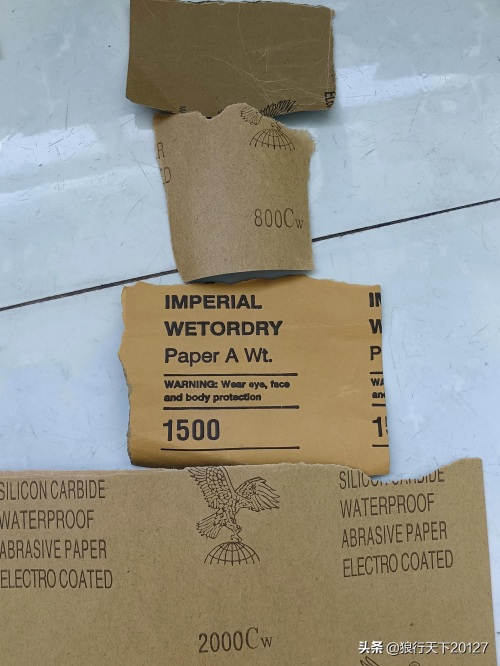 800Cw
IMPERIAL
WETORDRY
Paper A Wt.
WARNING: Wear eye, face
and body protection
1500
SILICON CARBIDE
WATERPROOF
ABRASIVE PAPER
ELECTRO COATED
SILICON CARBIDE
WATERPROOF
ABRASIVE PAPER
ELECTRO COATED
2000Cw
头条 @狼行天下20127